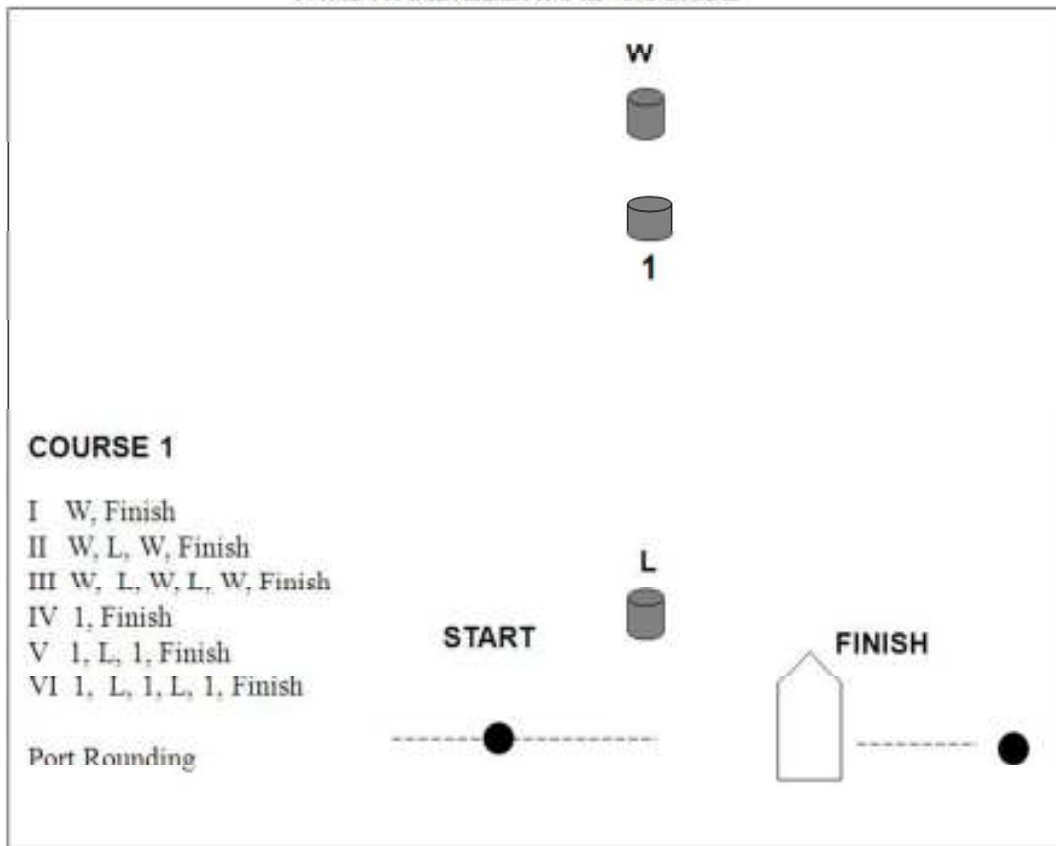 W
1
COURSE 1
I W, Finish
II W, L, W, Finish
III W, L, W, L, W, Finish
IV 1, Finish
V 1, L, 1, Finish
VI 1, L, 1, L, 1, Finish
Port Rounding
L
START
FINISH